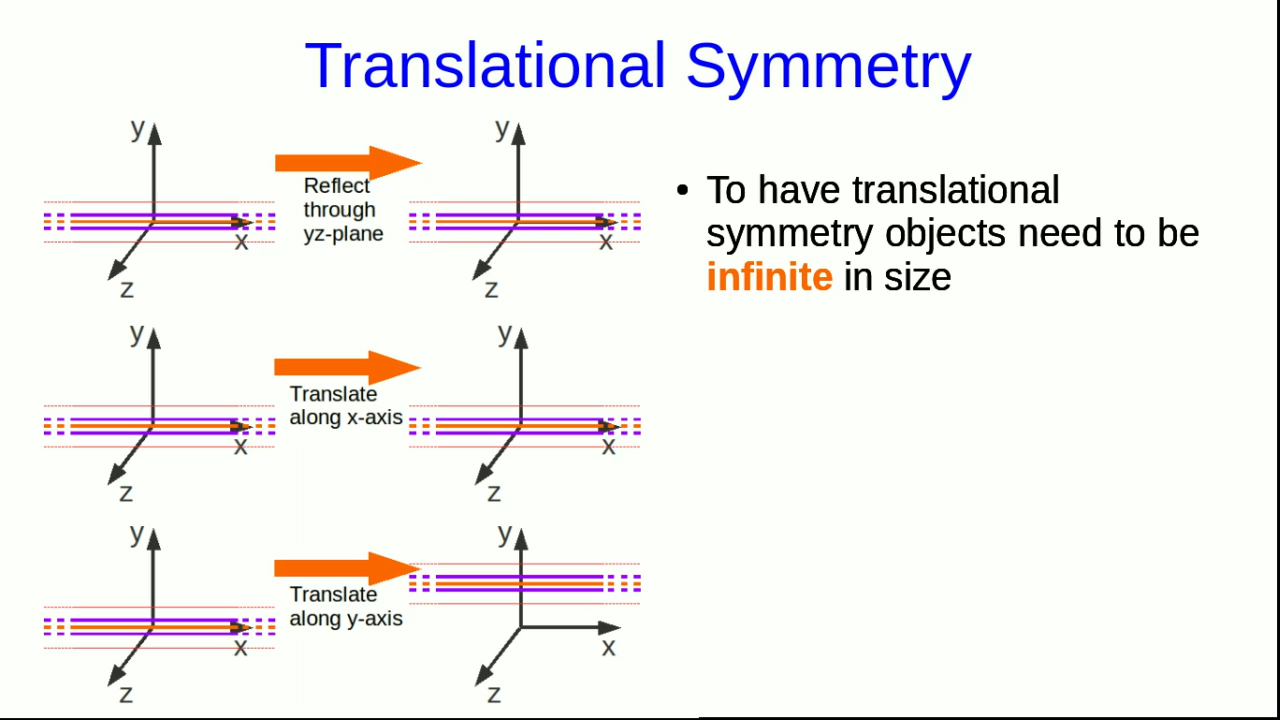 Translational Symmetry
y
x
z
Reflect
through
yz-plane
y
x
z
y
x
z
Translate
along x-axis
y
x
z
y
x
z
Translate
along y-axis
y
x
z
• To have translational
symmetry objects need to be
infinite in size